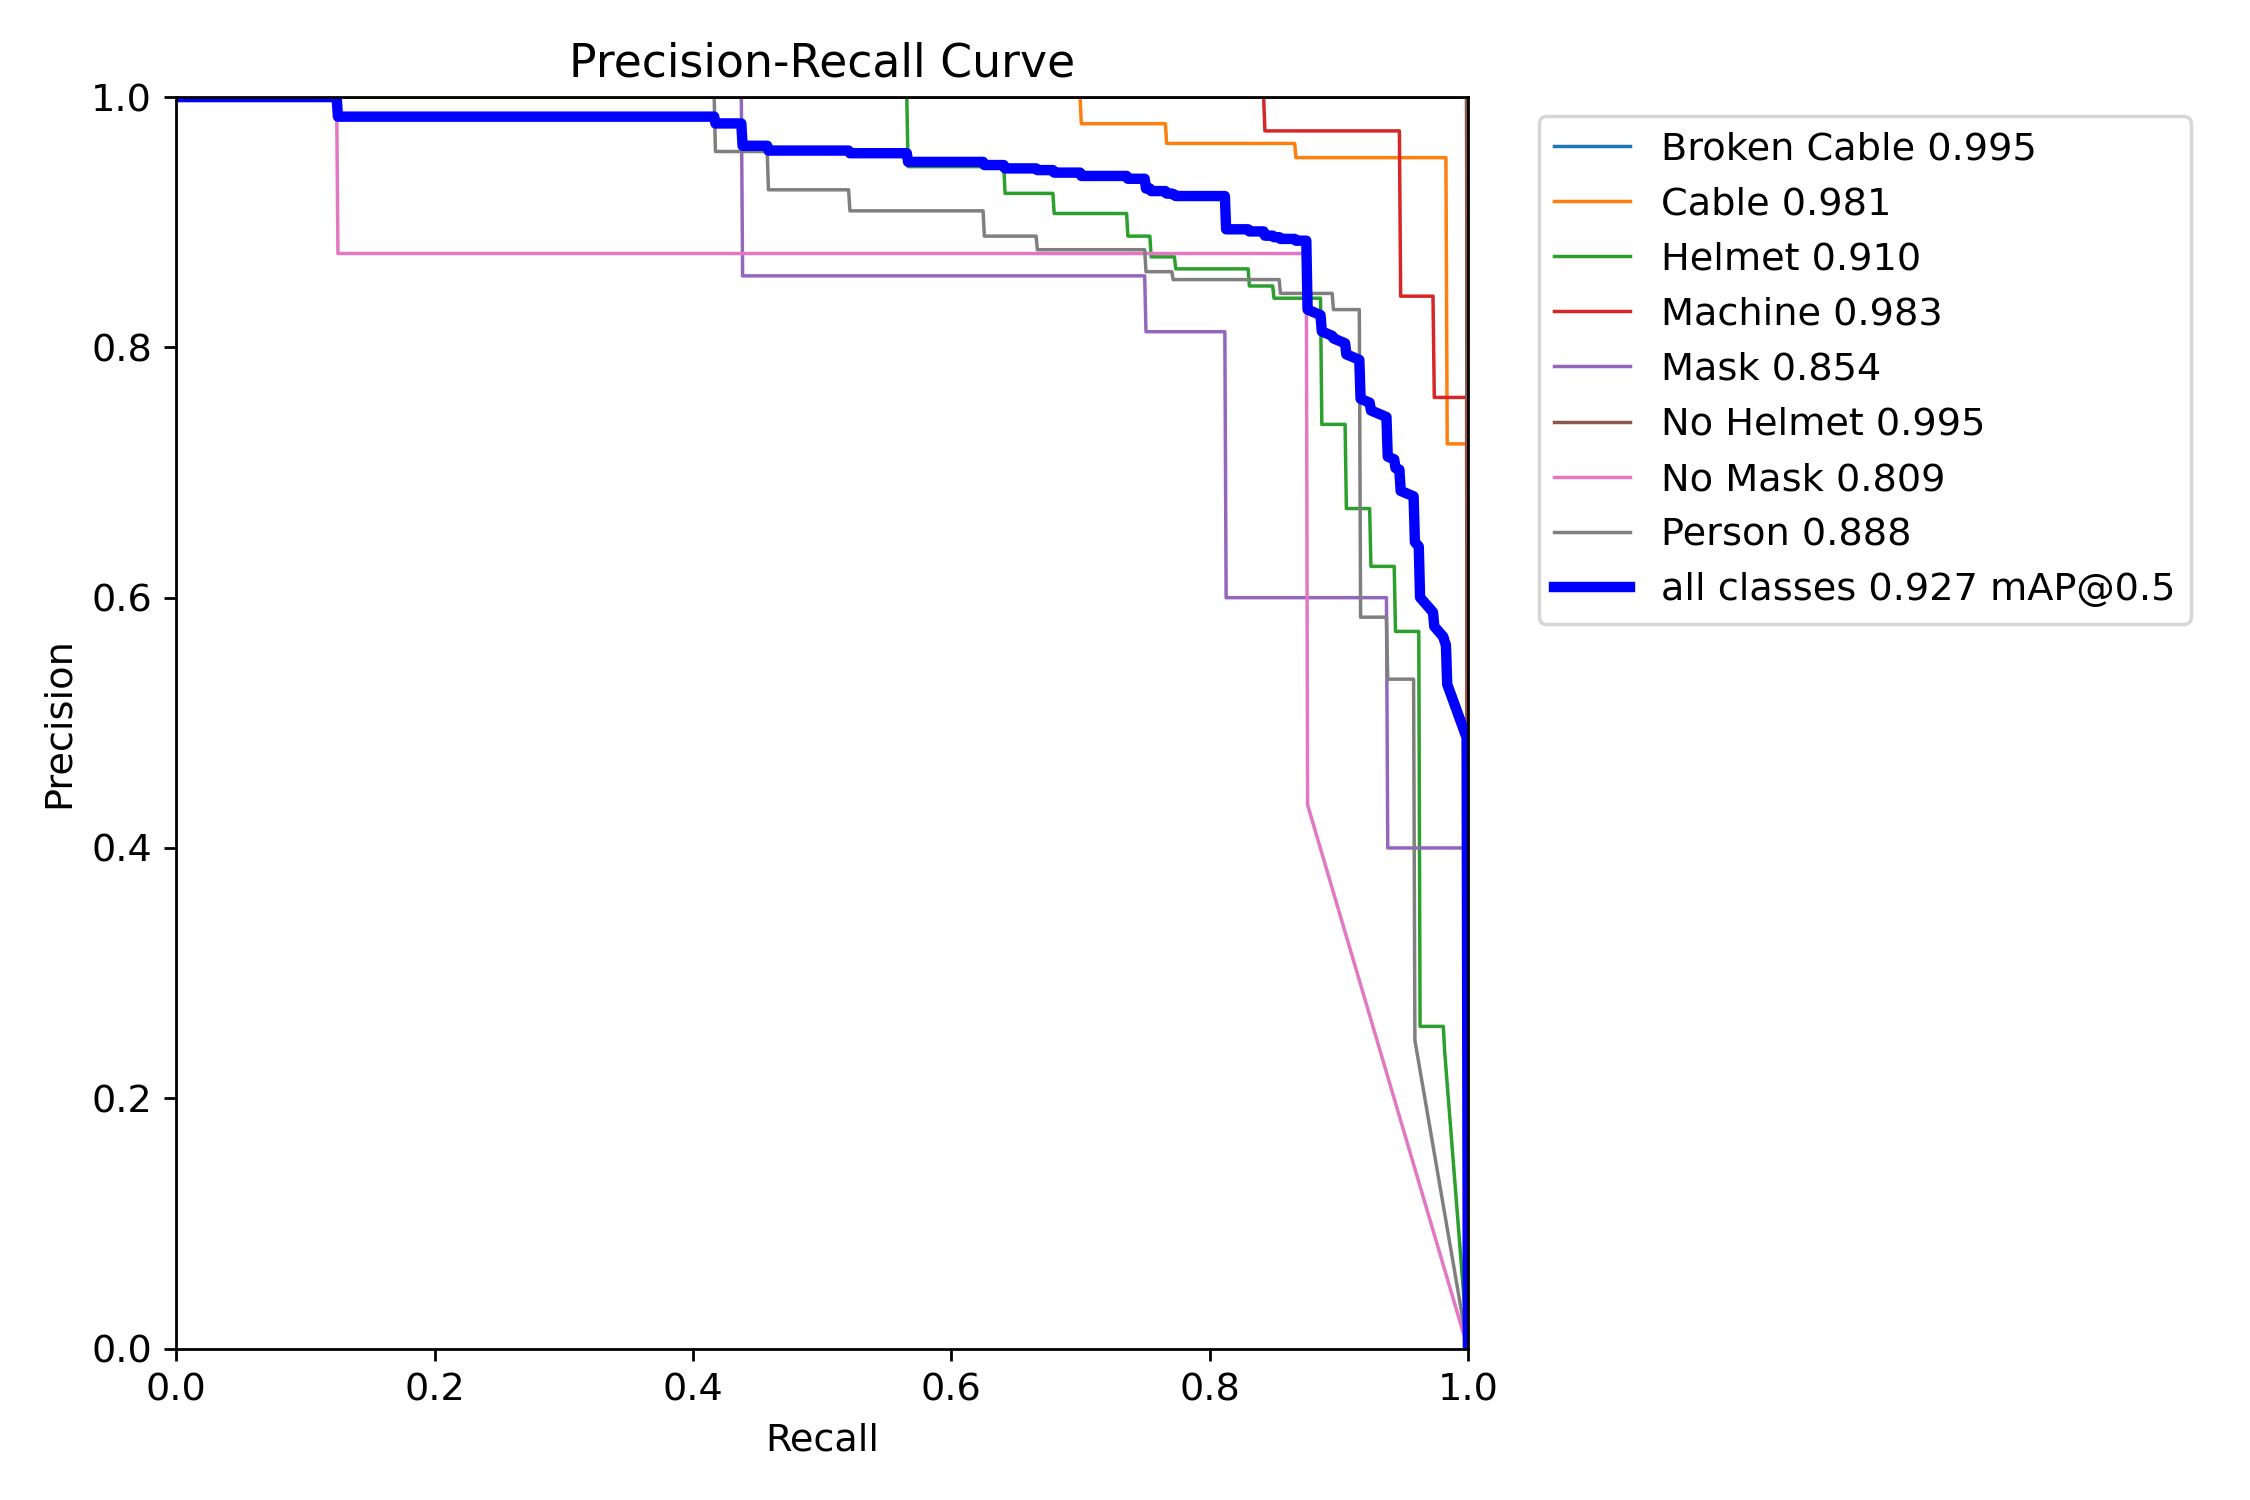 Precision-Recall Curve
1.0
0.8
0.6
0.4
0.2
0.0
Precision
0.0 0.2 0.4 0.6 0.8 1.0
Recall
Broken Cable 0.995
Cable 0.981
Helmet 0.910
Machine 0.983
Mask 0.854
No Helmet 0.995
No Mask 0.809
Person 0.888
all classes 0.927 mAP@0.5